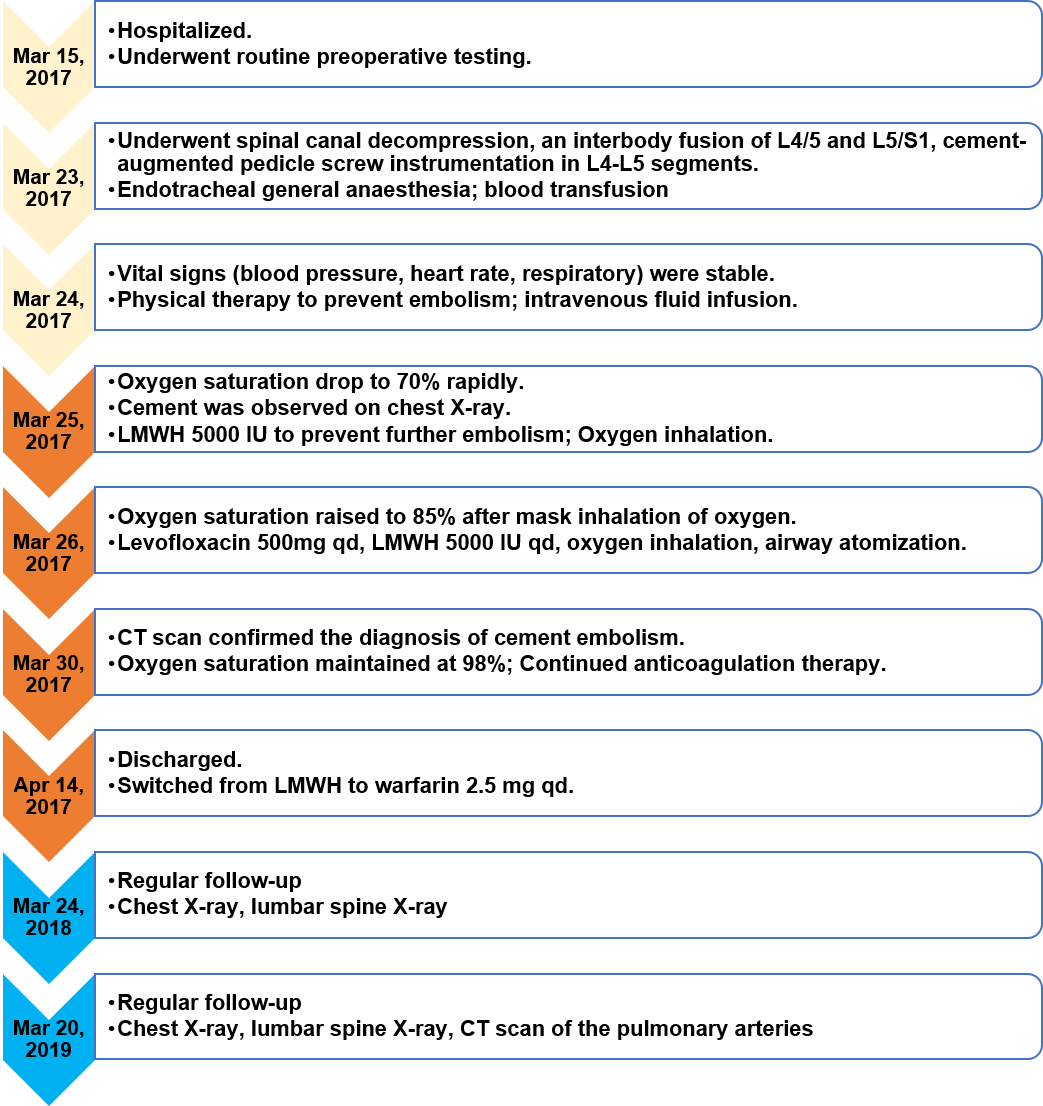 Mar 15,
2017
•Hospitalized.
•Underwent routine preoperative testing.
Mar 23,
2017
•Underwent spinal canal decompression, an interbody fusion of L4/5 and L5/S1, cement-
augmented pedicle screw instrumentation in L4-L5 segments.
•Endotracheal general anaesthesia; blood transfusion
Mar 24,
2017
•Vital signs (blood pressure, heart rate, respiratory) were stable.
•Physical therapy to prevent embolism; intravenous fluid infusion.
Mar 25,
2017
•Oxygen saturation drop to 70% rapidly.
•Cement was observed on chest X-ray.
•LMWH 5000 IU to prevent further embolism; Oxygen inhalation.
Mar 26,
2017
•Oxygen saturation raised to 85% after mask inhalation of oxygen.
•Levofloxacin 500mg qd, LMWH 5000 IU qd, oxygen inhalation, airway atomization.
Mar 30,
2017
•CT scan confirmed the diagnosis of cement embolism.
•Oxygen saturation maintained at 98%; Continued anticoagulation therapy.
Apr 14,
2017
•Discharged.
•Switched from LMWH to warfarin 2.5 mg qd.
Mar 24,
2018
•Regular follow-up
•Chest X-ray, lumbar spine X-ray
Mar 20,
2019
•Regular follow-up
•Chest X-ray, lumbar spine X-ray, CT scan of the pulmonary arteries